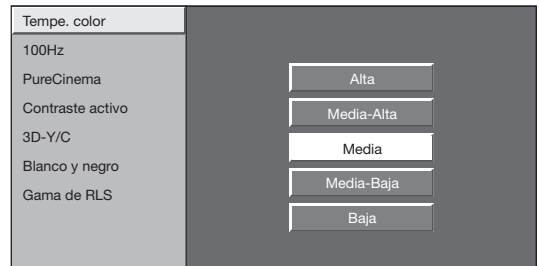 Tempe. color
100Hz
PureCinema
Contraste activo
3D-Y/C
Blanco y negro
Gama de RLS
Alta
Media-Alta
Media
Media-Baja
Baja